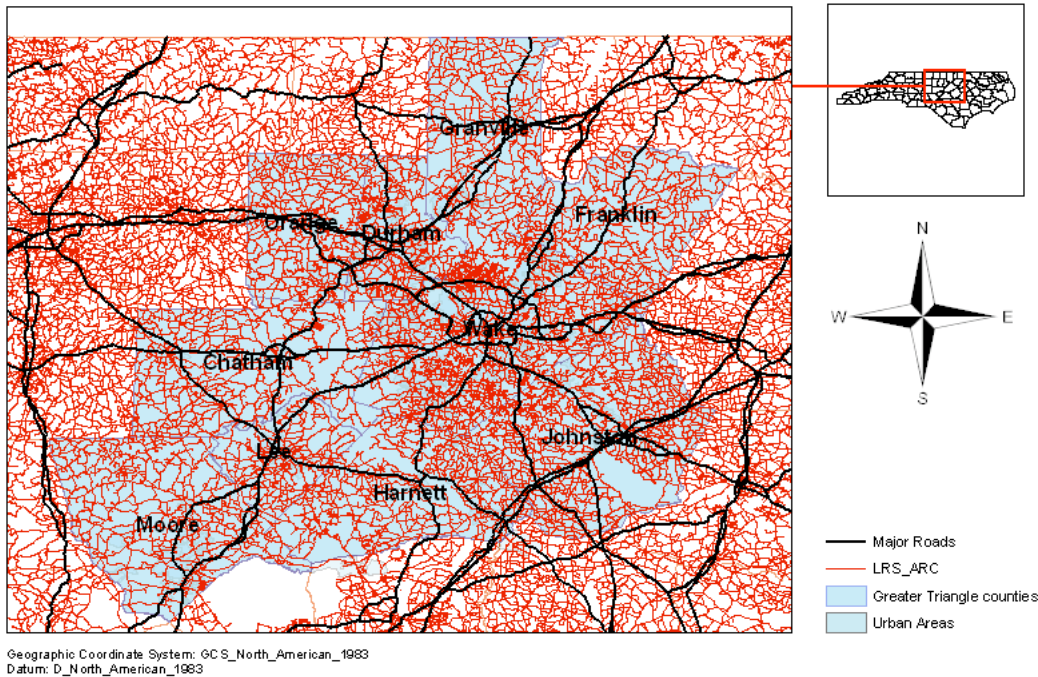 Granville
Franklin
Orange
Durham
Wake
Chatham
Johnston
Lee
Harnett
Moore
N
W
E
S
Major Roads
LRS_ARC
Greater Triangle counties
Urban Areas
Geographic Coordinate System: GCS_North_American_1983
Datum: D_North_American_1983